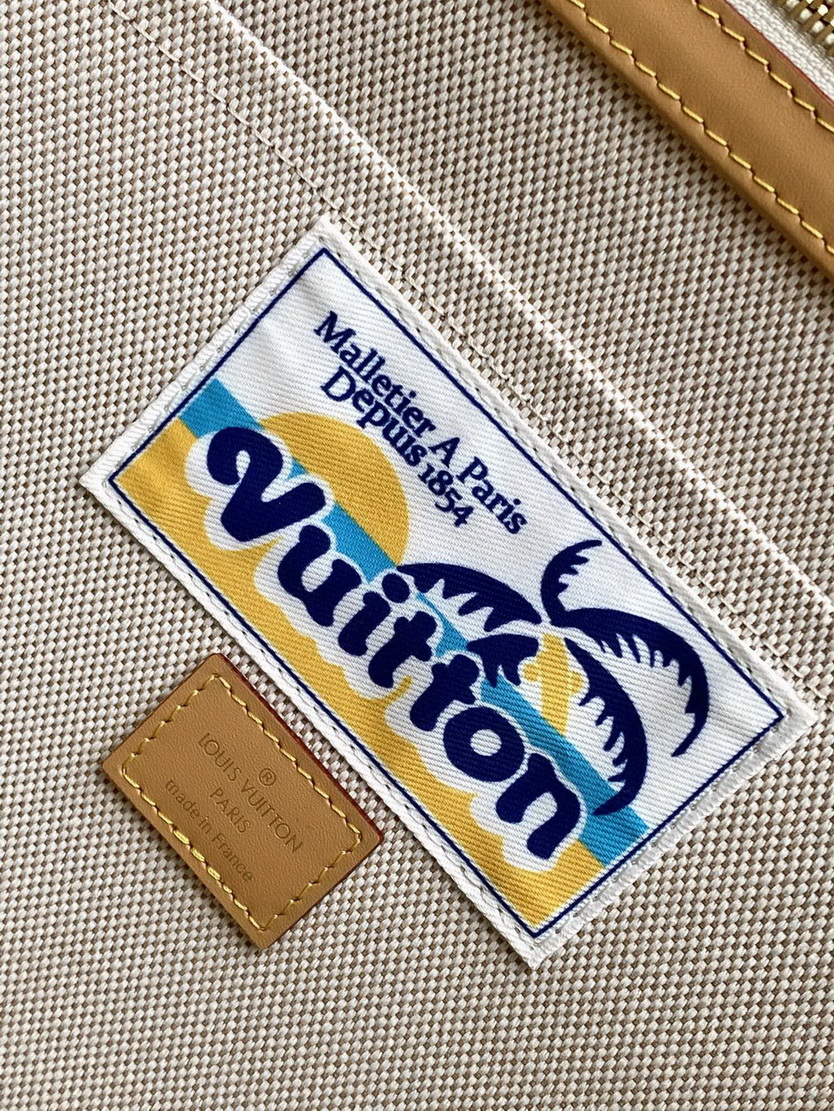 Malletier A Paris
Depuis 1854
Vuitton
®
LOUIS VUITTON
PARIS
made in France